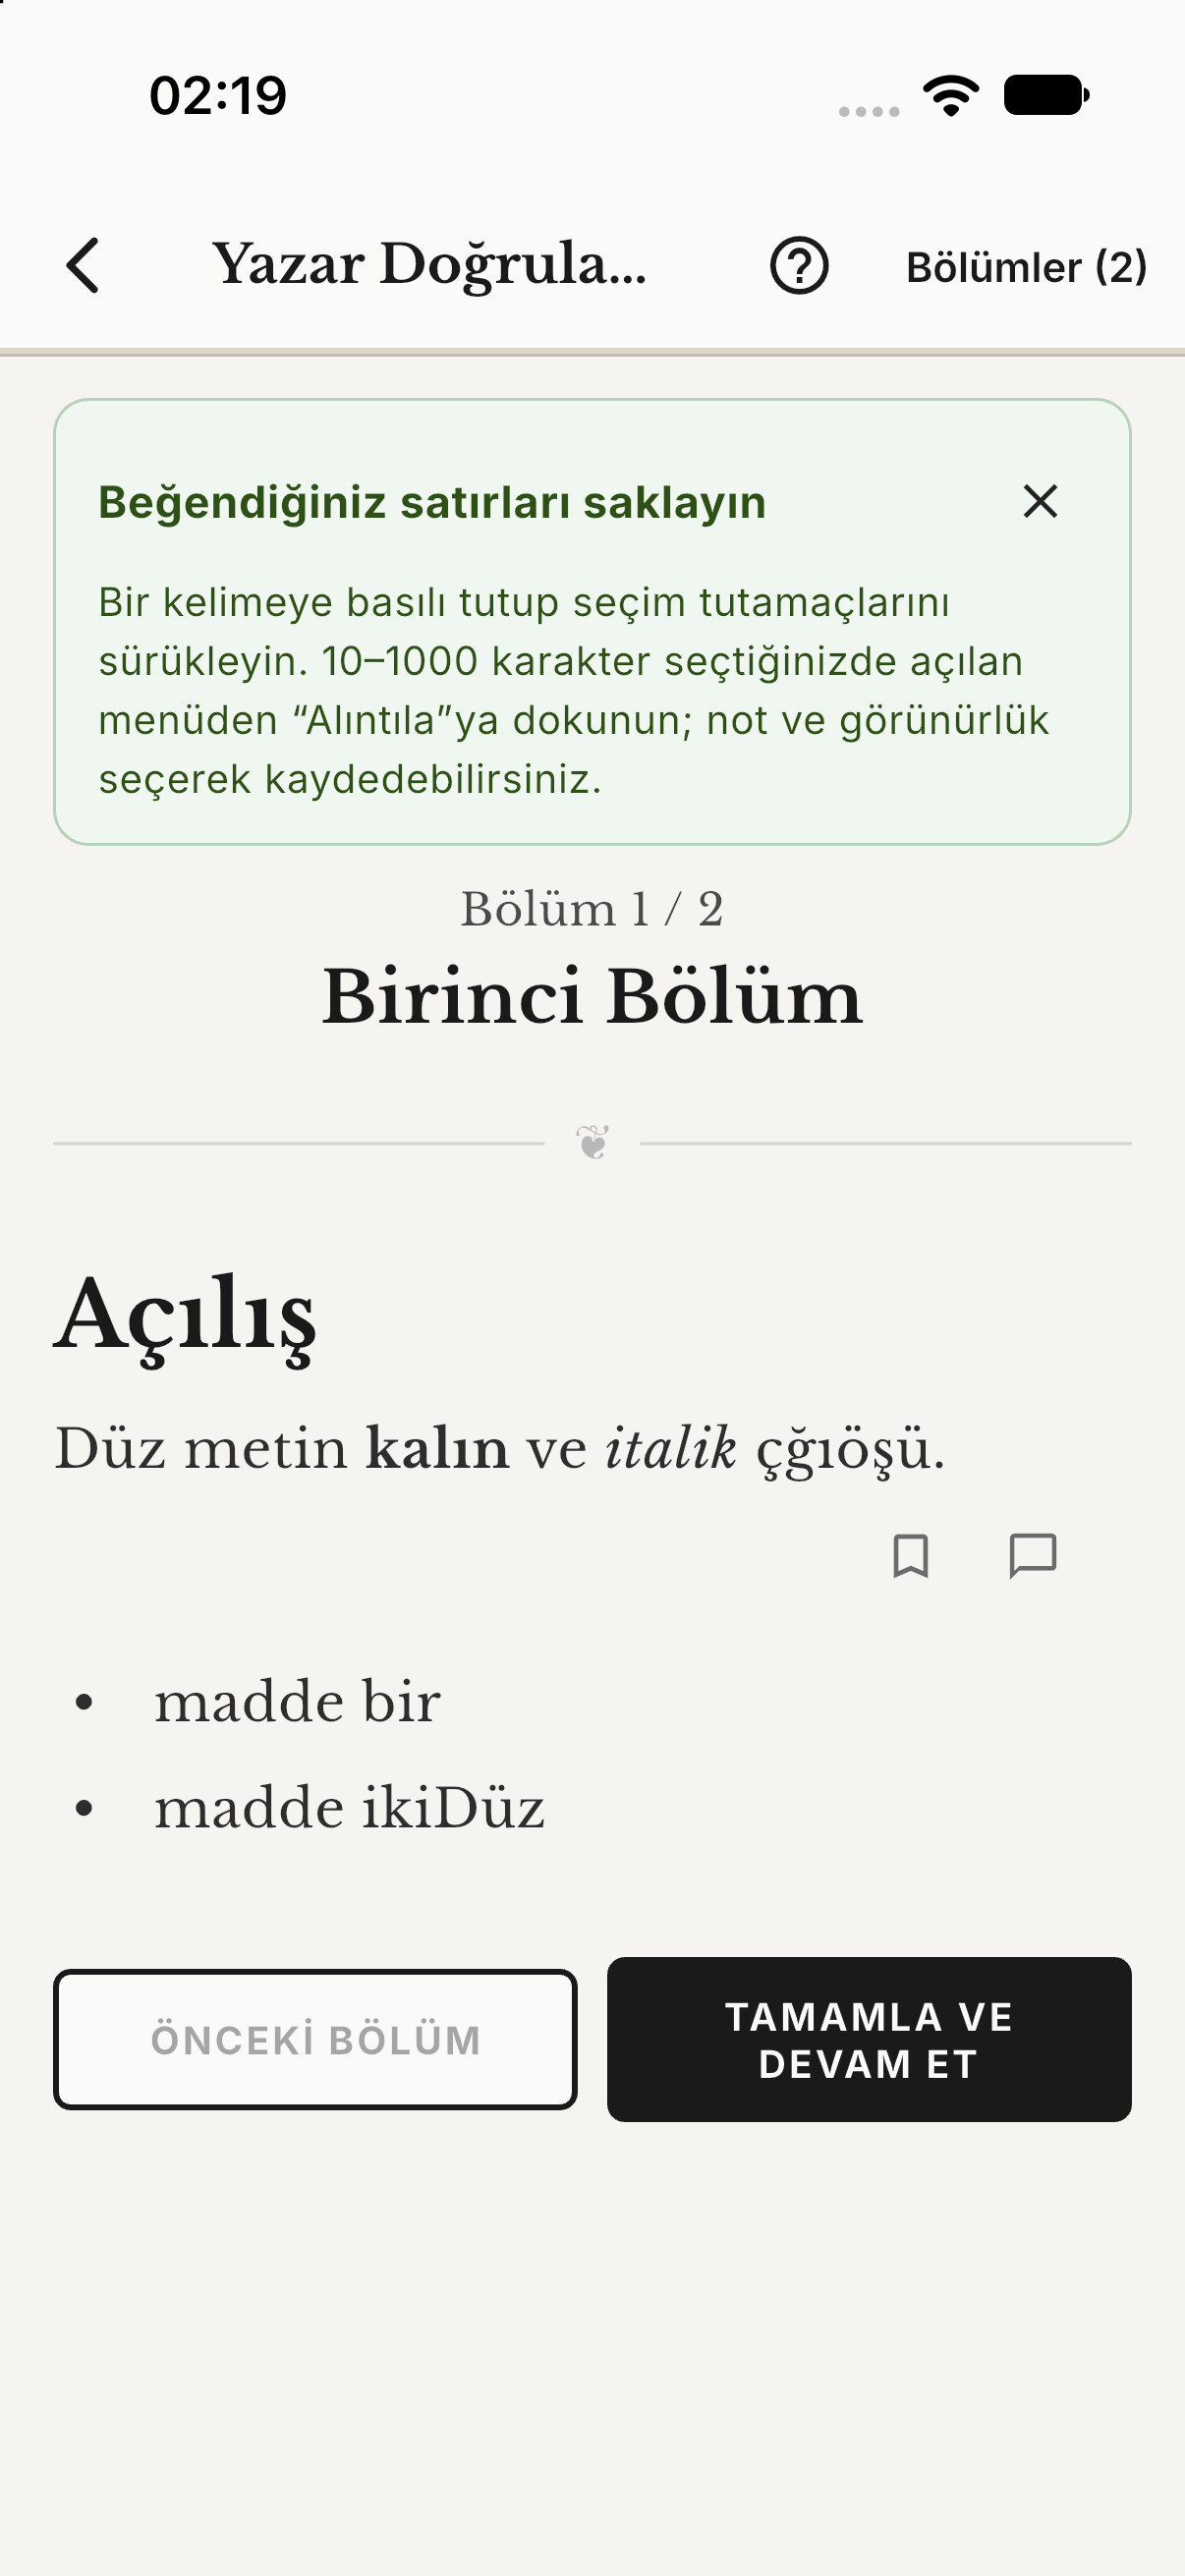 02:19
Yazar Doğrula...
Bölümler (2)
Beğendiğiniz satırları saklayın
Bir kelimeye basılı tutup seçim tutamaçlarını
sürükleyin. 10–1000 karakter seçtiğinizde açılan
menüden “Alıntıla”ya dokunun; not ve görünürlük
seçerek kaydedebilirsiniz.
Bölüm 1 / 2
Birinci Bölüm
Açılış
Düz metin kalın ve italik çğıöşü.
• madde bir
• madde ikiDüz
ÖNCEKİ BÖLÜM
TAMAMLA VE
DEVAM ET